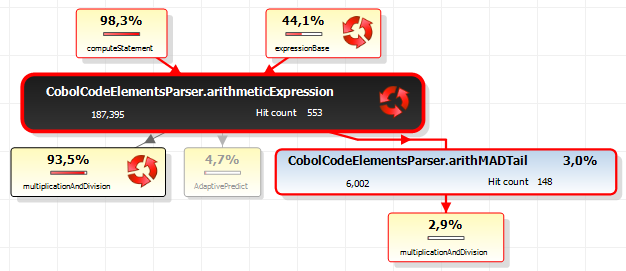 98,3%
computeStatement
44,1%
expressionBase
CobolCodeElementsParser.arithmeticExpression
187,395 Hit count 553
93,5%
multiplicationAndDivision
4,7%
AdaptivePredict
CobolCodeElementsParser.arithMADTail 3,0%
6,002 Hit count 148
2,9%
multiplicationAndDivision